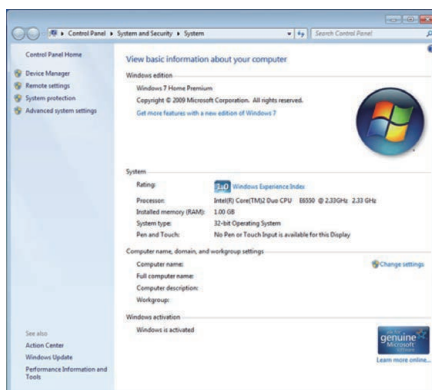 Control Panel ▸ System and Security ▸ System
Search Control Panel
Control Panel Home
Device Manager
Remote settings
System protection
Advanced system settings
See also
Action Center
Windows Update
Performance Information and
Tools
View basic information about your computer
Windows edition
Windows 7 Home Premium
Copyright © 2009 Microsoft Corporation. All rights reserved.
Get more features with a new edition of Windows 7
System
Rating: Windows Experience Index
Processor: Intel(R) Core(TM)2 Duo CPU E6550 @ 2.33GHz 2.33 GHz
Installed memory (RAM): 1.00 GB
System type: 32-bit Operating System
Pen and Touch: No Pen or Touch Input is available for this Display
Computer name, domain, and workgroup settings
Computer name: Change settings
Full computer name:
Computer description:
Workgroup:
Windows activation
Windows is activated
genuine
Microsoft
Learn more online...